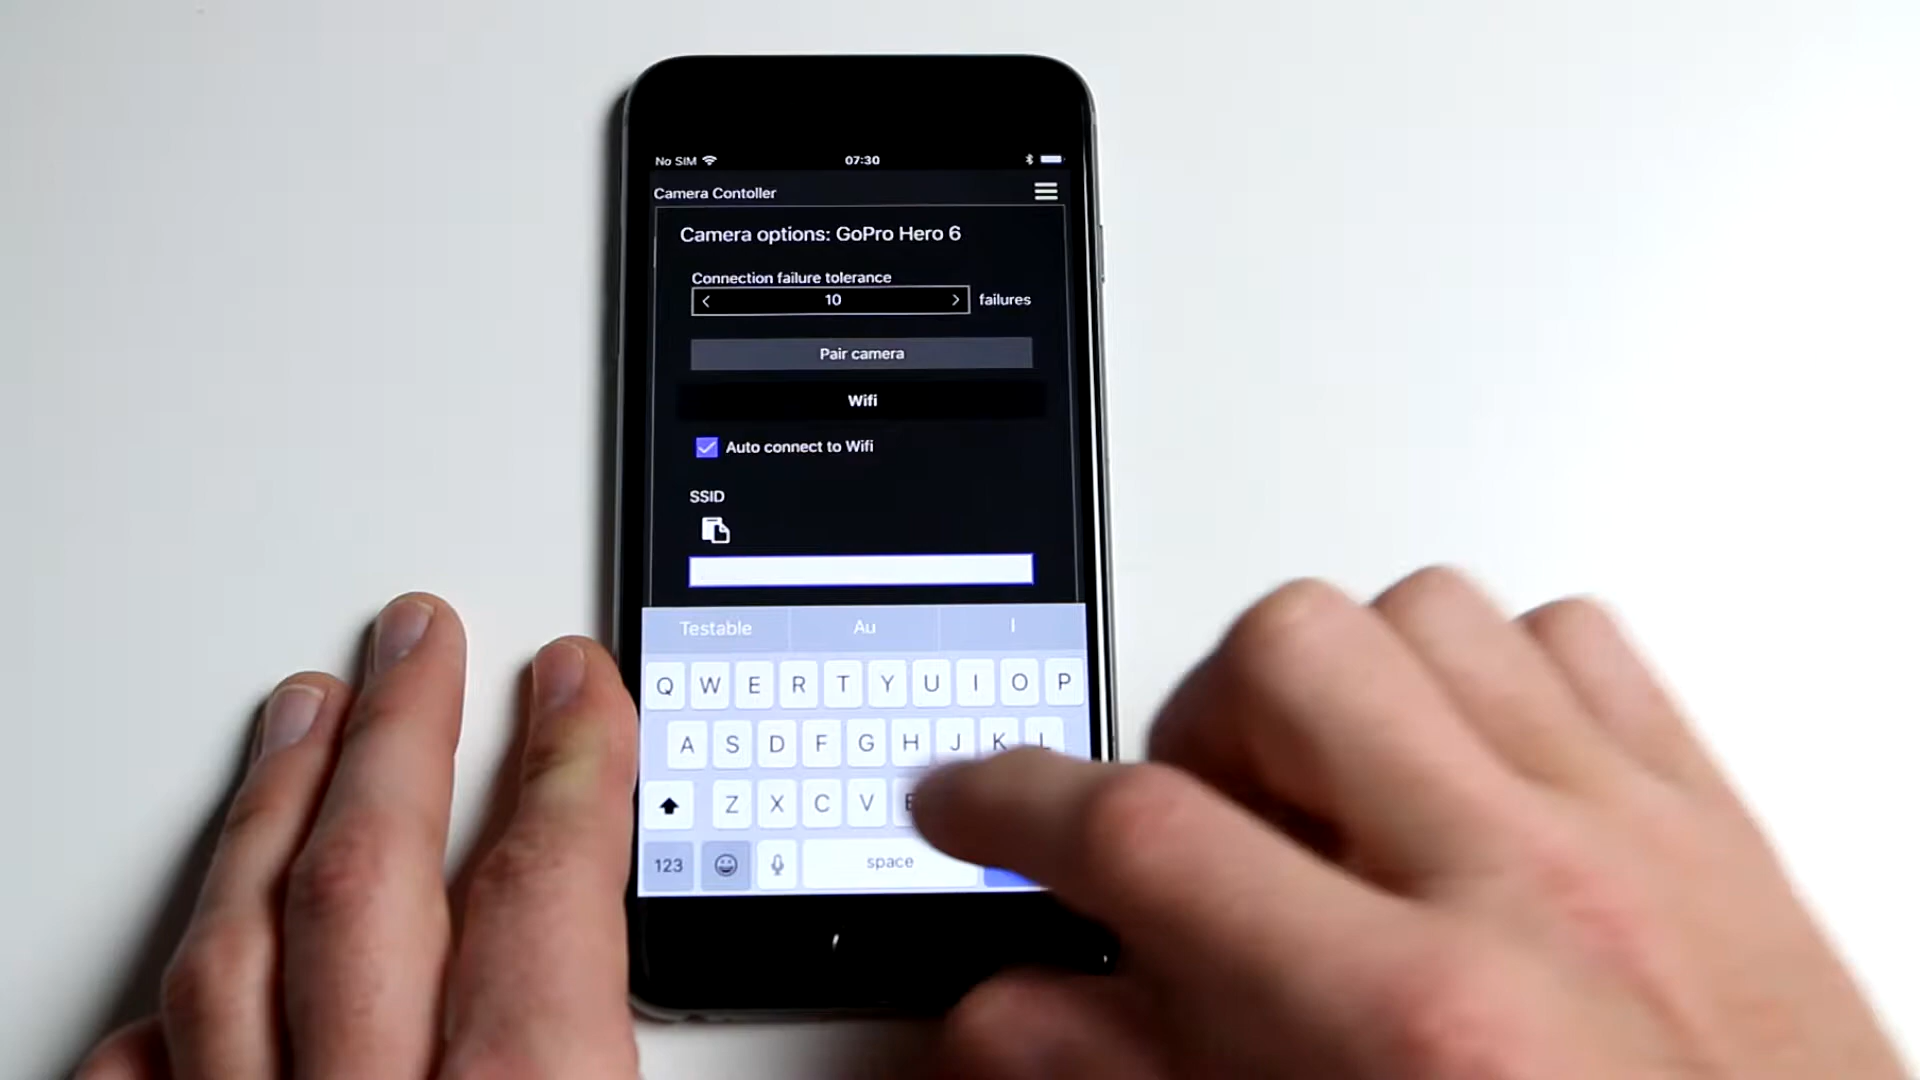 No SIM 07:30
Camera Contoller
Camera options: GoPro Hero 6
Connection failure tolerance
10 failures
Pair camera
Wifi
Auto connect to Wifi
SSID
Testable Au I
Q W E R T Y U I O P
A S D F G H J K L
Z X C V
123 space